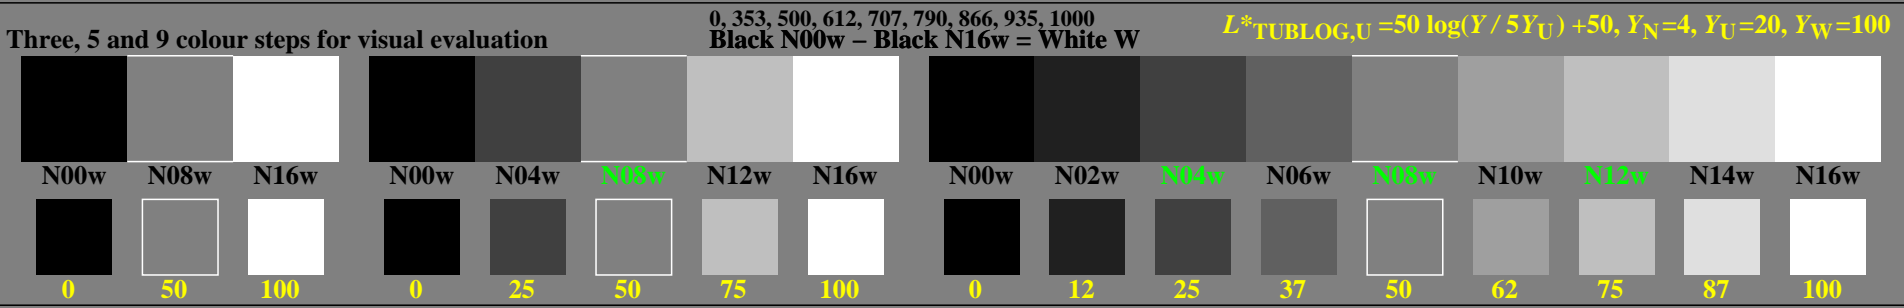 Three, 5 and 9 colour steps for visual evaluation
0, 353, 500, 612, 707, 790, 866, 935, 1000
Black N00w – Black N16w = White W
L*TUBLOG,U =50 log(Y / 5YU) +50, YN=4, YU=20, YW=100
N00w N08w N16w N00w N04w N08w N12w N16w N00w N02w N04w N06w N08w N10w N12w N14w N16w
0 50 100 0 25 50 75 100 0 12 25 37 50 62 75 87 100